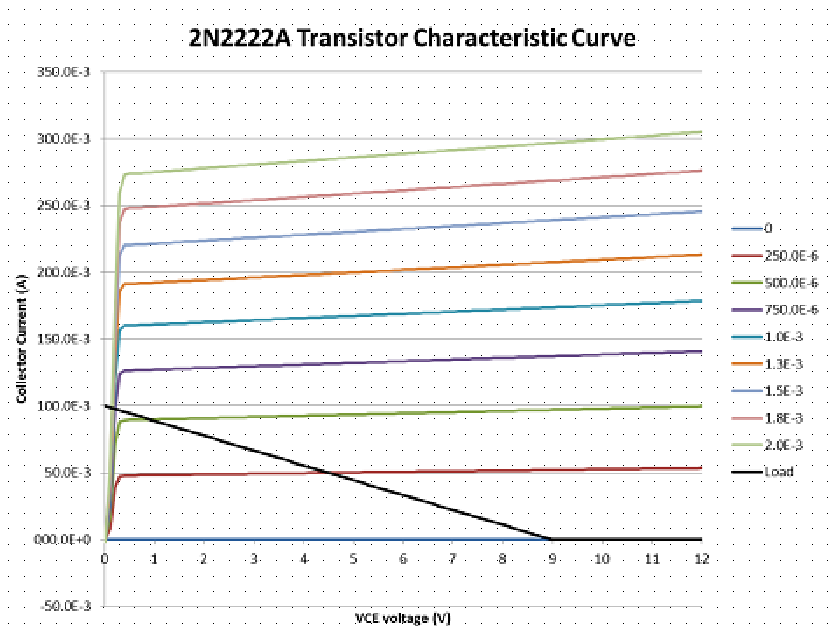 2N2222A Transistor Characteristic Curve
350.0E-3
300.0E-3
250.0E-3
200.0E-3
150.0E-3
100.0E-3
50.0E-3
000.0E+0
-50.0E-3
Collector Current (A)
0 1 2 3 4 5 6 7 8 9 10 11 12
VCE voltage (V)
0
250.0E-6
500.0E-6
750.0E-6
1.0E-3
1.3E-3
1.5E-3
1.8E-3
2.0E-3
Load